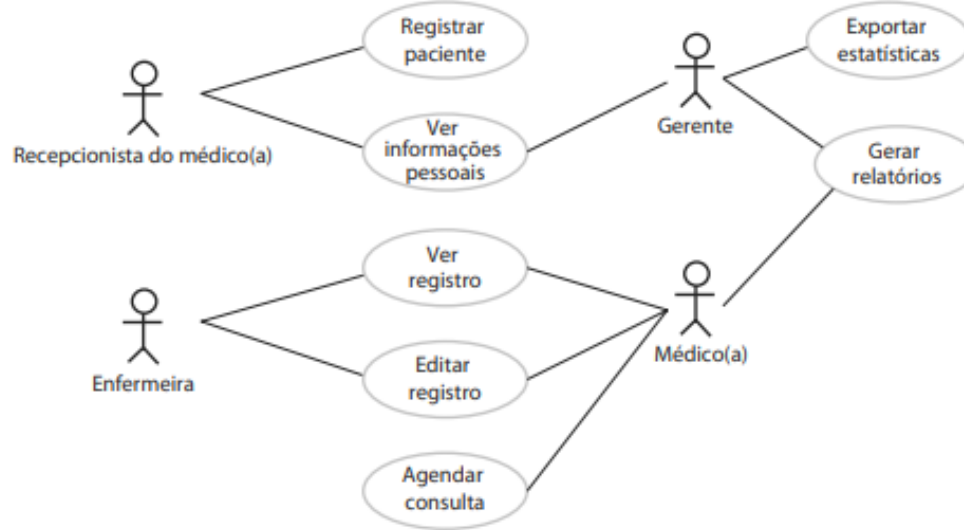 Registrar
paciente
Exportar
estatísticas
Recepcionista do médico(a)
Ver
informações
pessoais
Gerente
Gerar
relatórios
Ver
registro
Enfermeira
Editar
registro
Médico(a)
Agendar
consulta